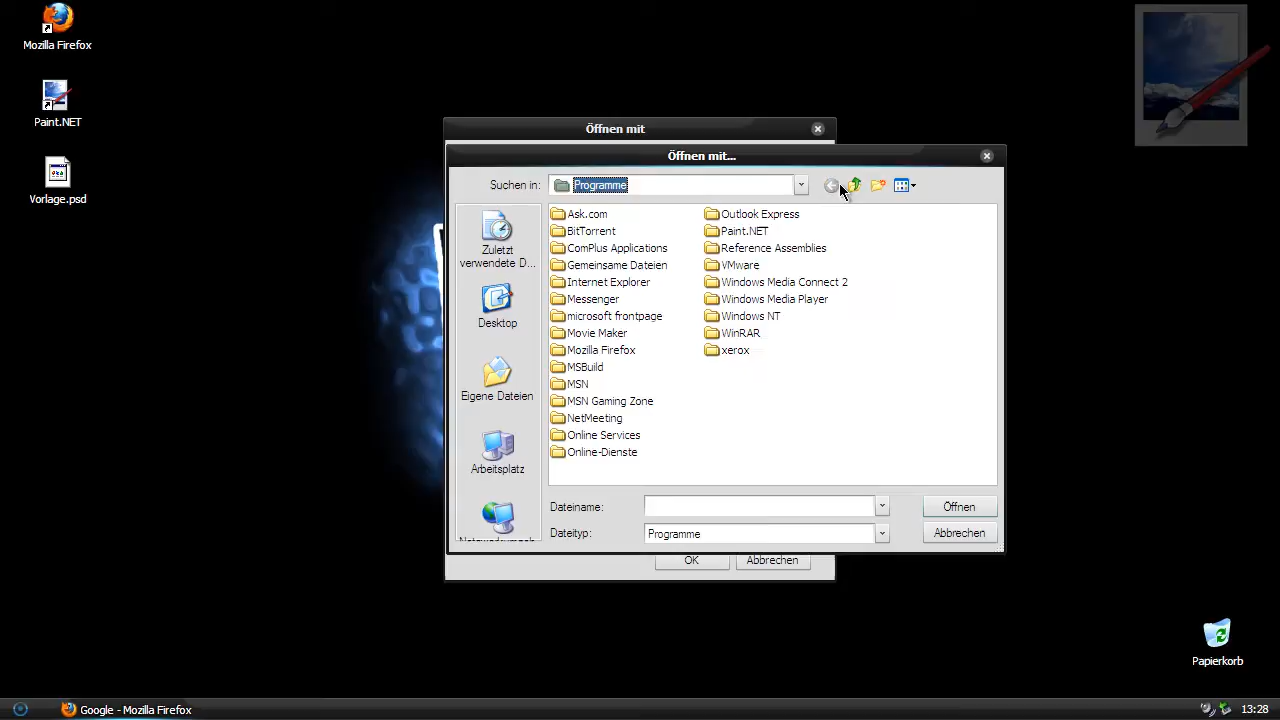 Mozilla Firefox
Paint.NET
Vorlage.psd
Öffnen mit
Öffnen mit...
Suchen in:
Programme
Zuletzt
verwendete D...
Desktop
Eigene Dateien
Arbeitsplatz
Ask.com
BitTorrent
ComPlus Applications
Gemeinsame Dateien
Internet Explorer
Messenger
microsoft frontpage
Movie Maker
Mozilla Firefox
MSBuild
MSN
MSN Gaming Zone
NetMeeting
Online Services
Online-Dienste
Outlook Express
Paint.NET
Reference Assemblies
VMware
Windows Media Connect 2
Windows Media Player
Windows NT
WinRAR
xerox
Dateiname:
Öffnen
Dateityp:
Programme
Abbrechen
OK
Abbrechen
Papierkorb
Google - Mozilla Firefox
13:28